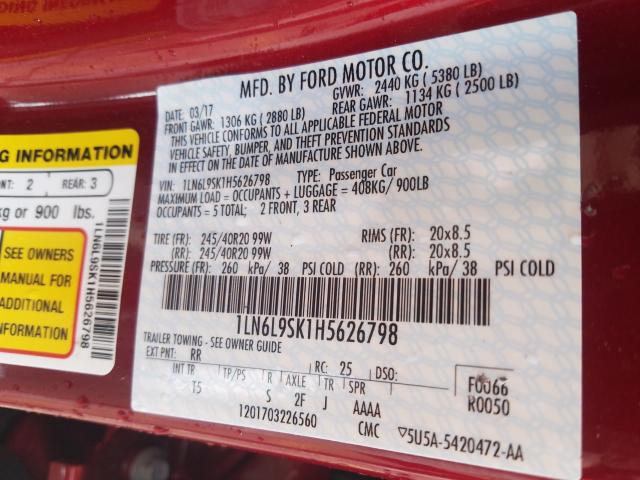 MFD. BY FORD MOTOR CO.
DATE: 03/17 GVWR: 2440 KG ( 5380 LB)
FRONT GAWR: 1306 KG ( 2880 LB) REAR GAWR: 1134 KG ( 2500 LB)
THIS VEHICLE CONFORMS TO ALL APPLICABLE FEDERAL MOTOR
VEHICLE SAFETY, BUMPER, AND THEFT PREVENTION STANDARDS
IN EFFECT ON THE DATE OF MANUFACTURE SHOWN ABOVE.
VIN: 1LN6L9SK1H5626798 TYPE: Passenger Car
MAXIMUM LOAD = OCCUPANTS + LUGGAGE = 408KG/ 900LB
OCCUPANTS = 5 TOTAL; 2 FRONT, 3 REAR
TIRE (FR): 245/40R20 99W RIMS (FR): 20x8.5
(RR): 245/40R20 99W (RR): 20x8.5
PRESSURE (FR): 260 kPa/ 38 PSI COLD (RR): 260 kPa/ 38 PSI COLD
1LN6L9SK1H5626798
TRAILER TOWING - SEE OWNER GUIDE
EXT PNT: RR RC: 25 DSO:
INT TR TP/PS R AXLE TR SPR F0066
T5 S 2F J AAAA R0050
1201703226560 CMC 5U5A-5420472-AA
G INFORMATION
NT: 2 REAR: 3
kg or 900 lbs.
SEE OWNERS
MANUAL FOR
ADDITIONAL
INFORMATION
1LN6L9SK1H5626798